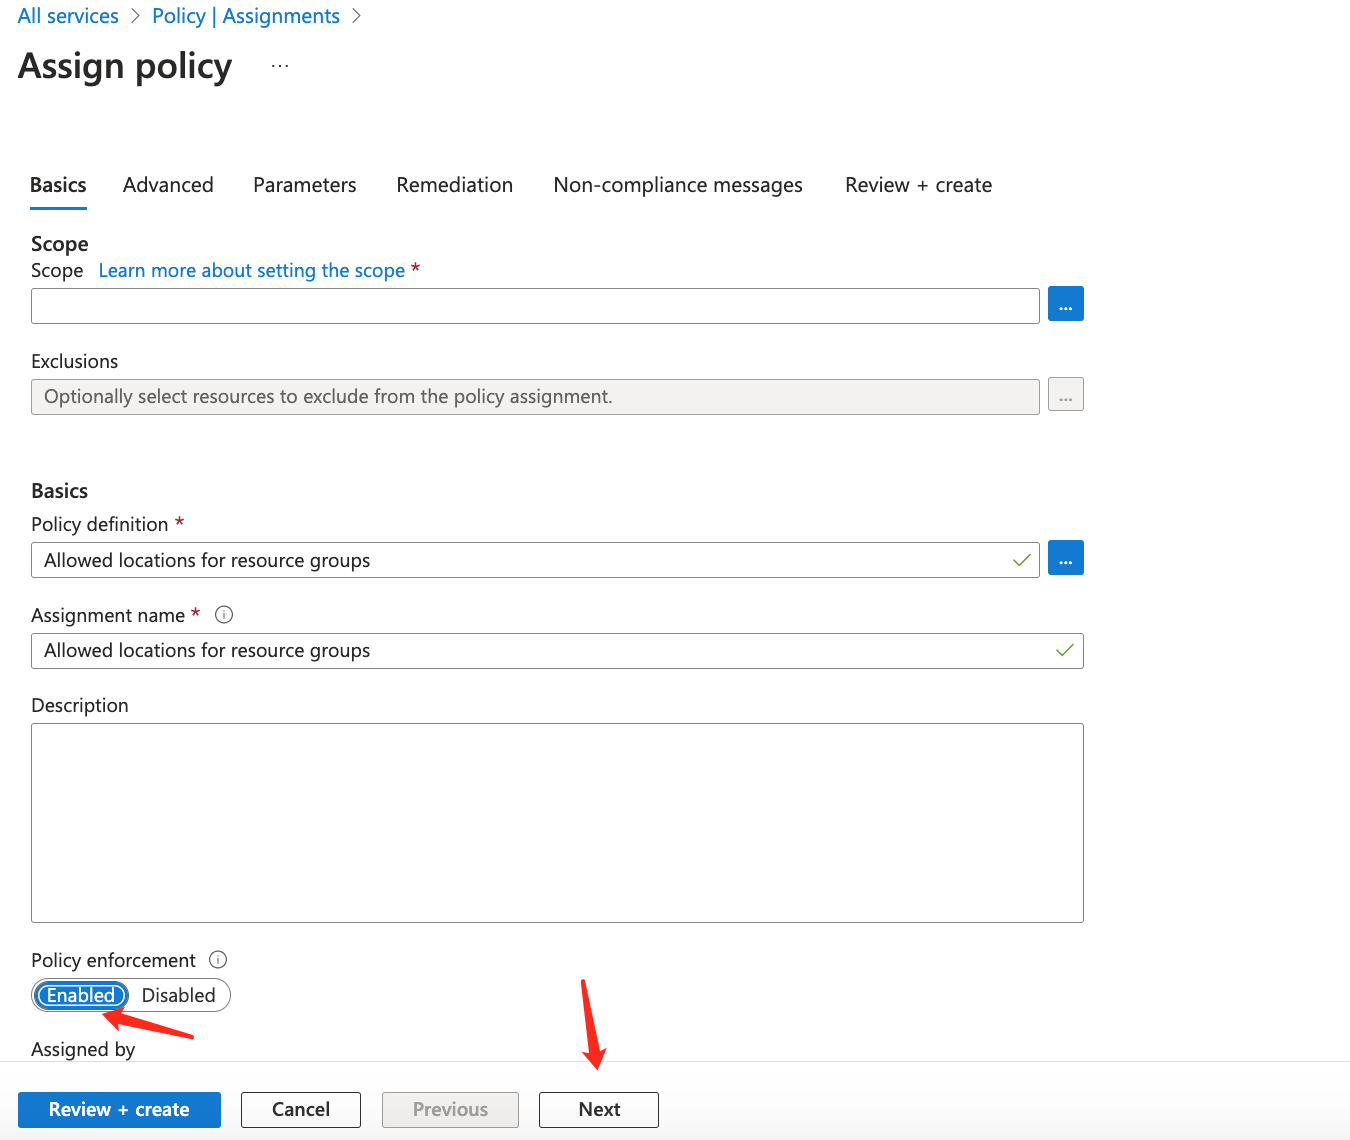 All services > Policy | Assignments >
Assign policy ...
Basics Advanced Parameters Remediation Non-compliance messages Review + create
Scope
Scope Learn more about setting the scope *
...
Exclusions
Optionally select resources to exclude from the policy assignment. ...
Basics
Policy definition *
Allowed locations for resource groups ...
Assignment name *
Allowed locations for resource groups
Description
Policy enforcement
Enabled Disabled
Assigned by
Review + create Cancel Previous Next